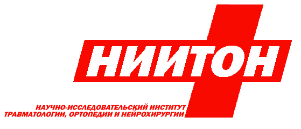 НИИТОН
НАУЧНО-ИССЛЕДОВАТЕЛЬСКИЙ ИНСТИТУТ
ТРАВМАТОЛОГИИ, ОРТОПЕДИИ И НЕЙРОХИРУРГИИ